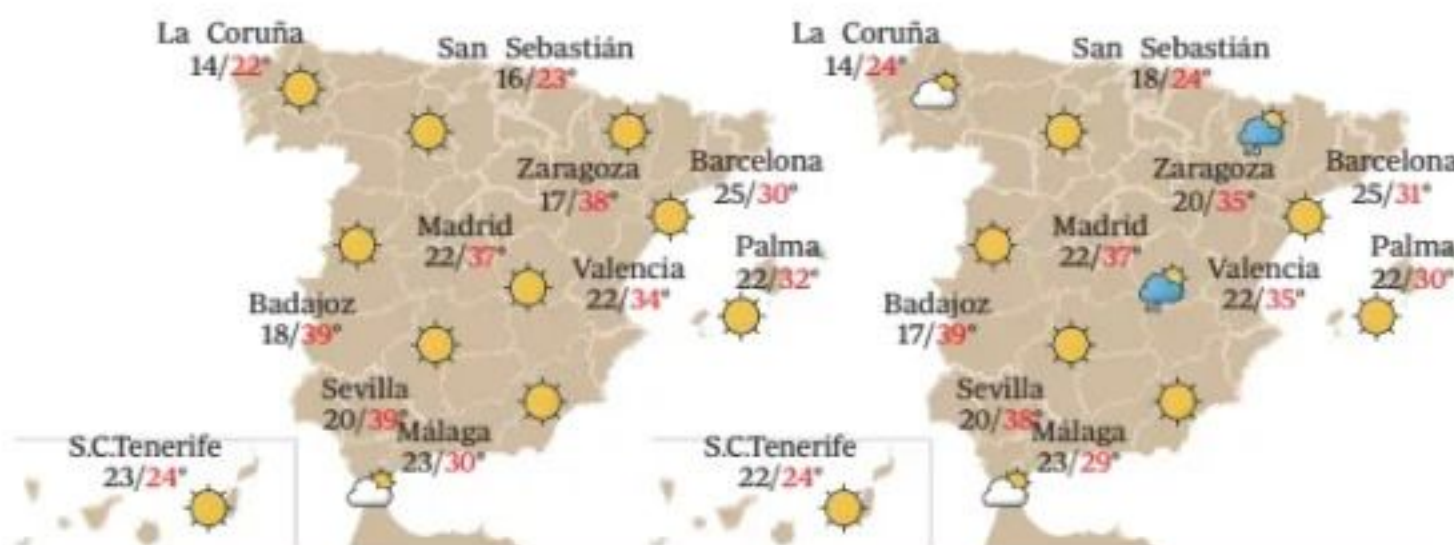 La Coruña
14/22°
San Sebastián
16/23°
Zaragoza
17/38°
Barcelona
25/30°
Madrid
22/37°
Palma
22/32°
Valencia
22/34°
Badajoz
18/39°
Sevilla
20/39°
Málaga
23/30°
S.C.Tenerife
23/24°
La Coruña
14/24°
San Sebastián
18/24°
Zaragoza
20/35°
Barcelona
25/31°
Madrid
22/37°
Palma
22/30°
Valencia
22/35°
Badajoz
17/39°
Sevilla
20/38°
Málaga
23/29°
S.C.Tenerife
22/24°